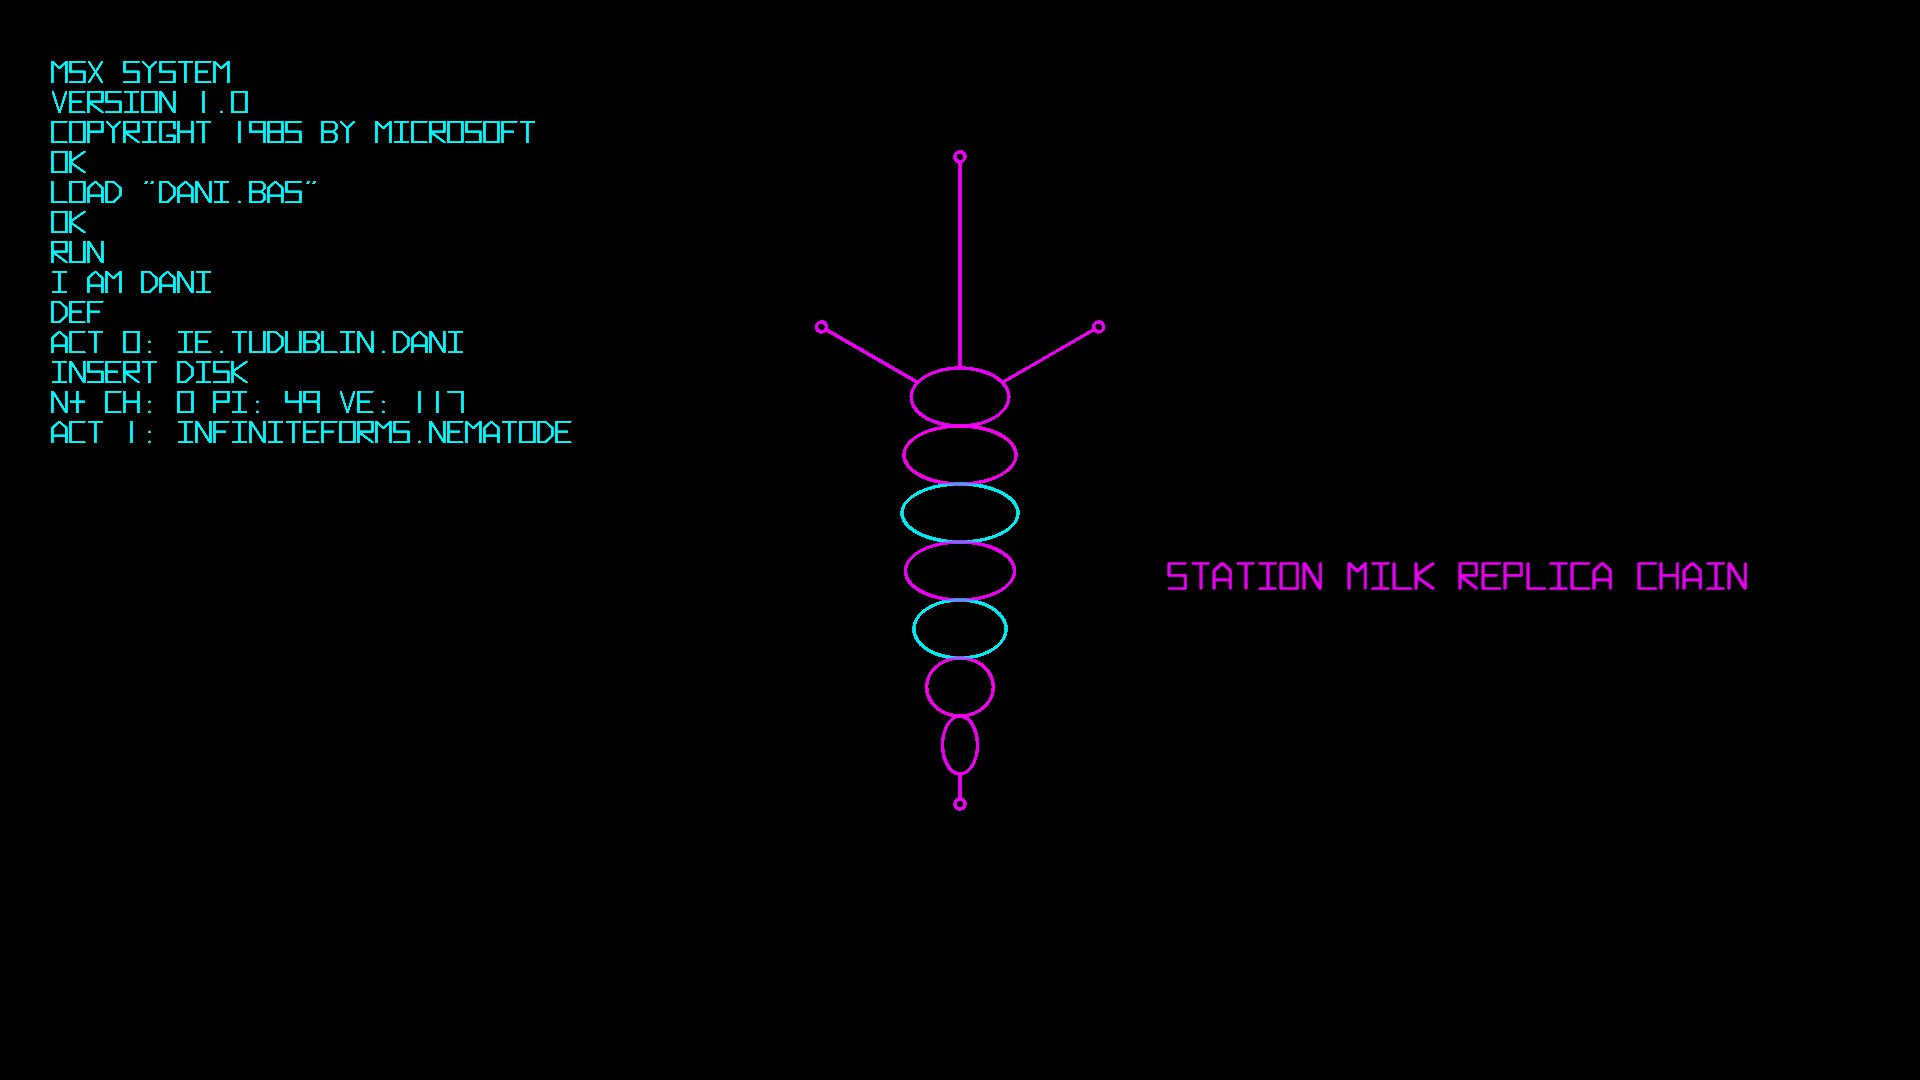 MSX SYSTEM
VERSION 1.0
COPYRIGHT 1985 BY MICROSOFT
OK
LOAD "DANI.BAS"
OK
RUN
I AM DANI
DEF
ACT 0: IE.TUDUBLIN.DANI
INSERT DISK
N+ CH: 0 PI: 49 VE: 117
ACT 1: INFINITEFORMS.NEMATODE
STATION MILK REPLICA CHAIN